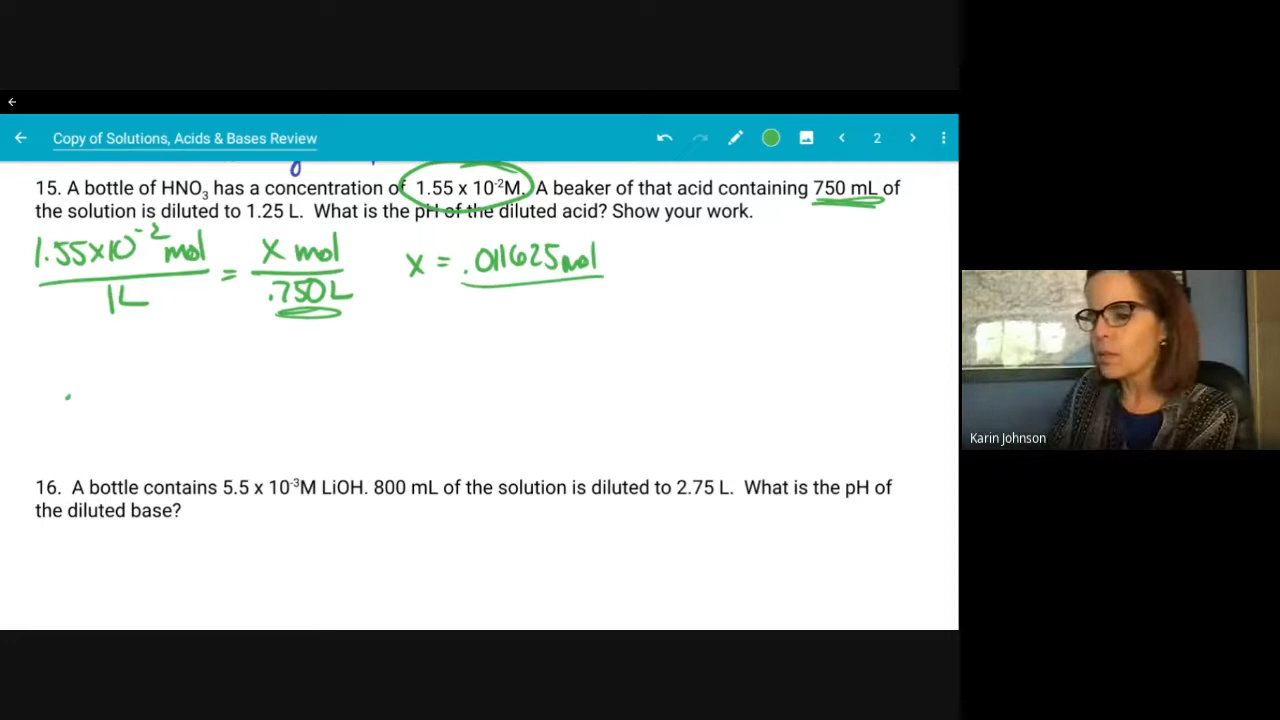 Copy of Solutions, Acids & Bases Review
2
15. A bottle of HNO₃ has a concentration of 1.55 x 10⁻²M. A beaker of that acid containing 750 mL of
the solution is diluted to 1.25 L. What is the pH of the diluted acid? Show your work.
1.55x10⁻² mol / 1L = x mol / .750L x = .011625mol
Karin Johnson
16. A bottle contains 5.5 x 10⁻³M LiOH. 800 mL of the solution is diluted to 2.75 L. What is the pH of
the diluted base?